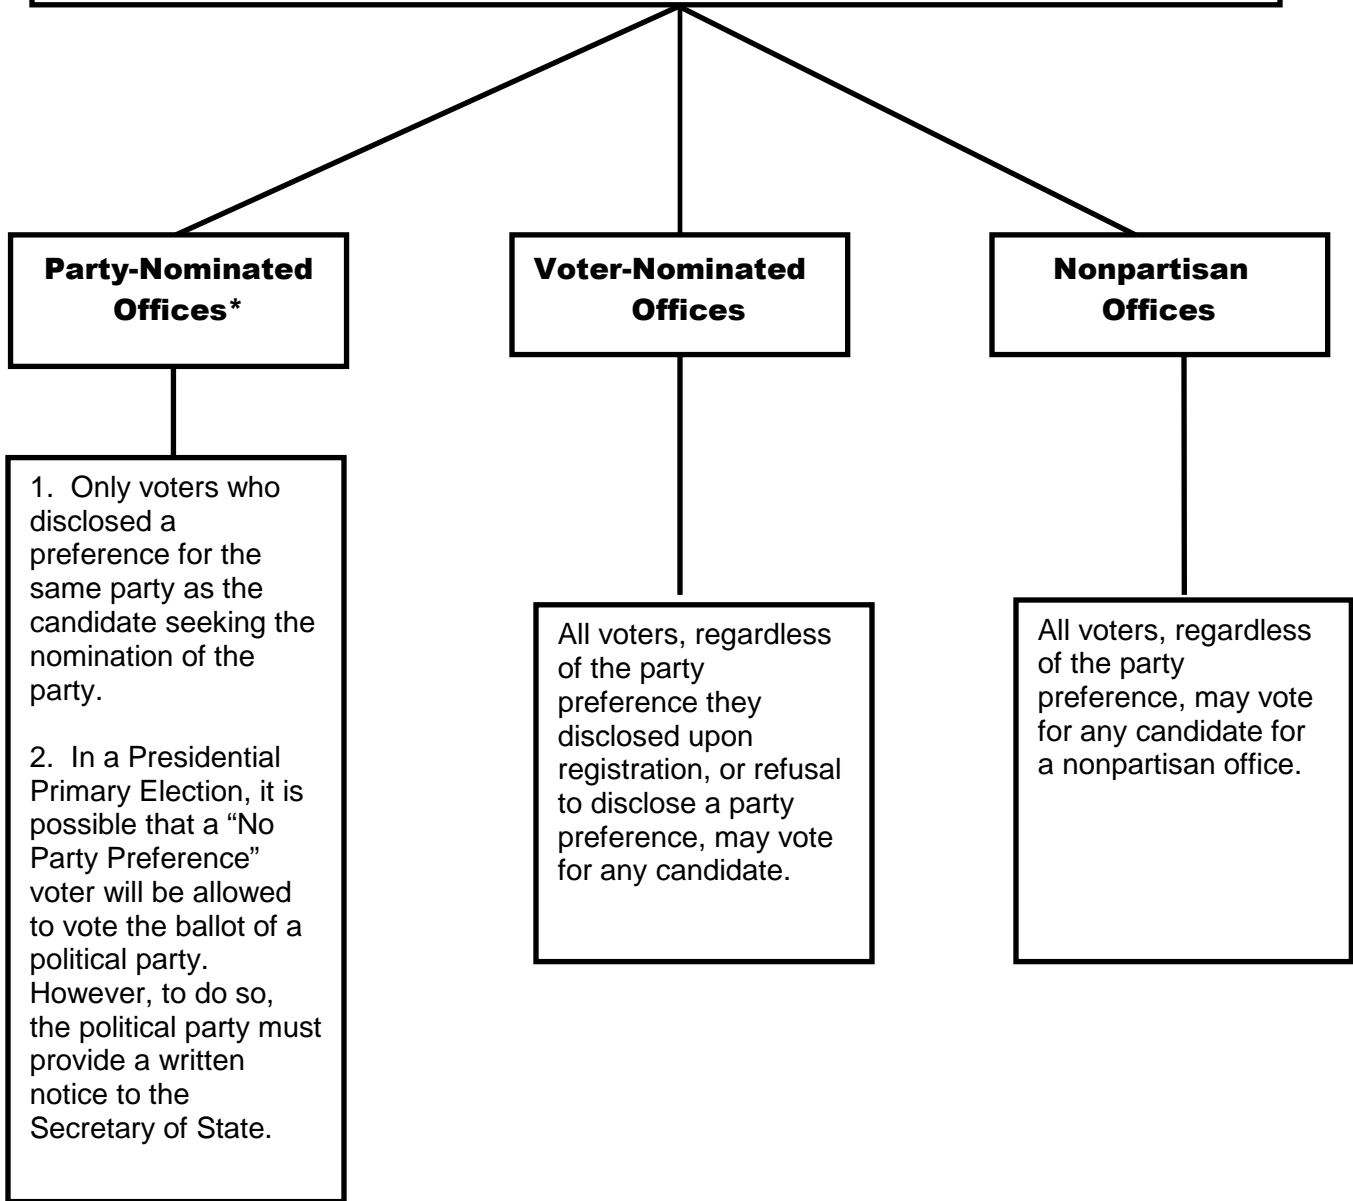 Party-Nominated
Offices*
Voter-Nominated
Offices
Nonpartisan
Offices
1.  Only voters who
disclosed a
preference for the
same party as the
candidate seeking the
nomination of the
party.
2.  In a Presidential
Primary Election, it is
possible that a “No
Party Preference”
voter will be allowed
to vote the ballot of a
political party.
However, to do so,
the political party must
provide a written
notice to the
Secretary of State.
All voters, regardless
of the party
preference they
disclosed upon
registration, or refusal
to disclose a party
preference, may vote
for any candidate.
All voters, regardless
of the party
preference, may vote
for any candidate for
a nonpartisan office.